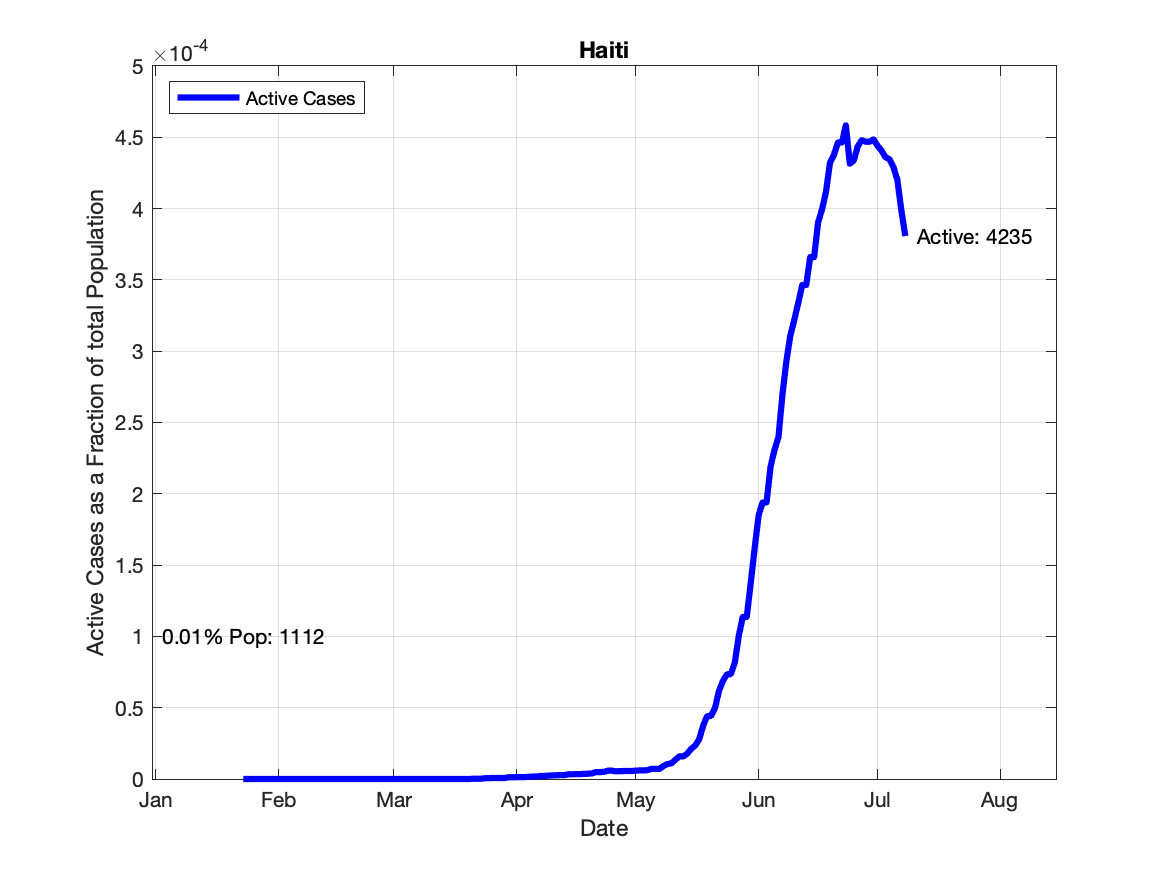 Haiti
×10-4
Active Cases
5
4.5
4
3.5
3
2.5
2
1.5
1
0.5
0
Active Cases as a Fraction of total Population
Active: 4235
0.01% Pop: 1112
Jan Feb Mar Apr May Jun Jul Aug
Date